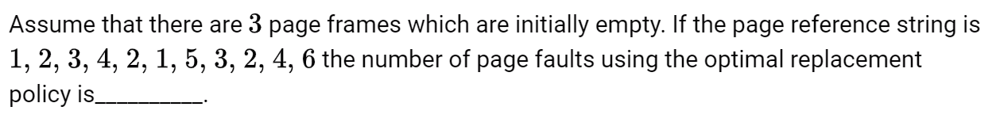 Assume that there are 3 page frames which are initially empty. If the page reference string is
1, 2, 3, 4, 2, 1, 5, 3, 2, 4, 6 the number of page faults using the optimal replacement
policy is__________.